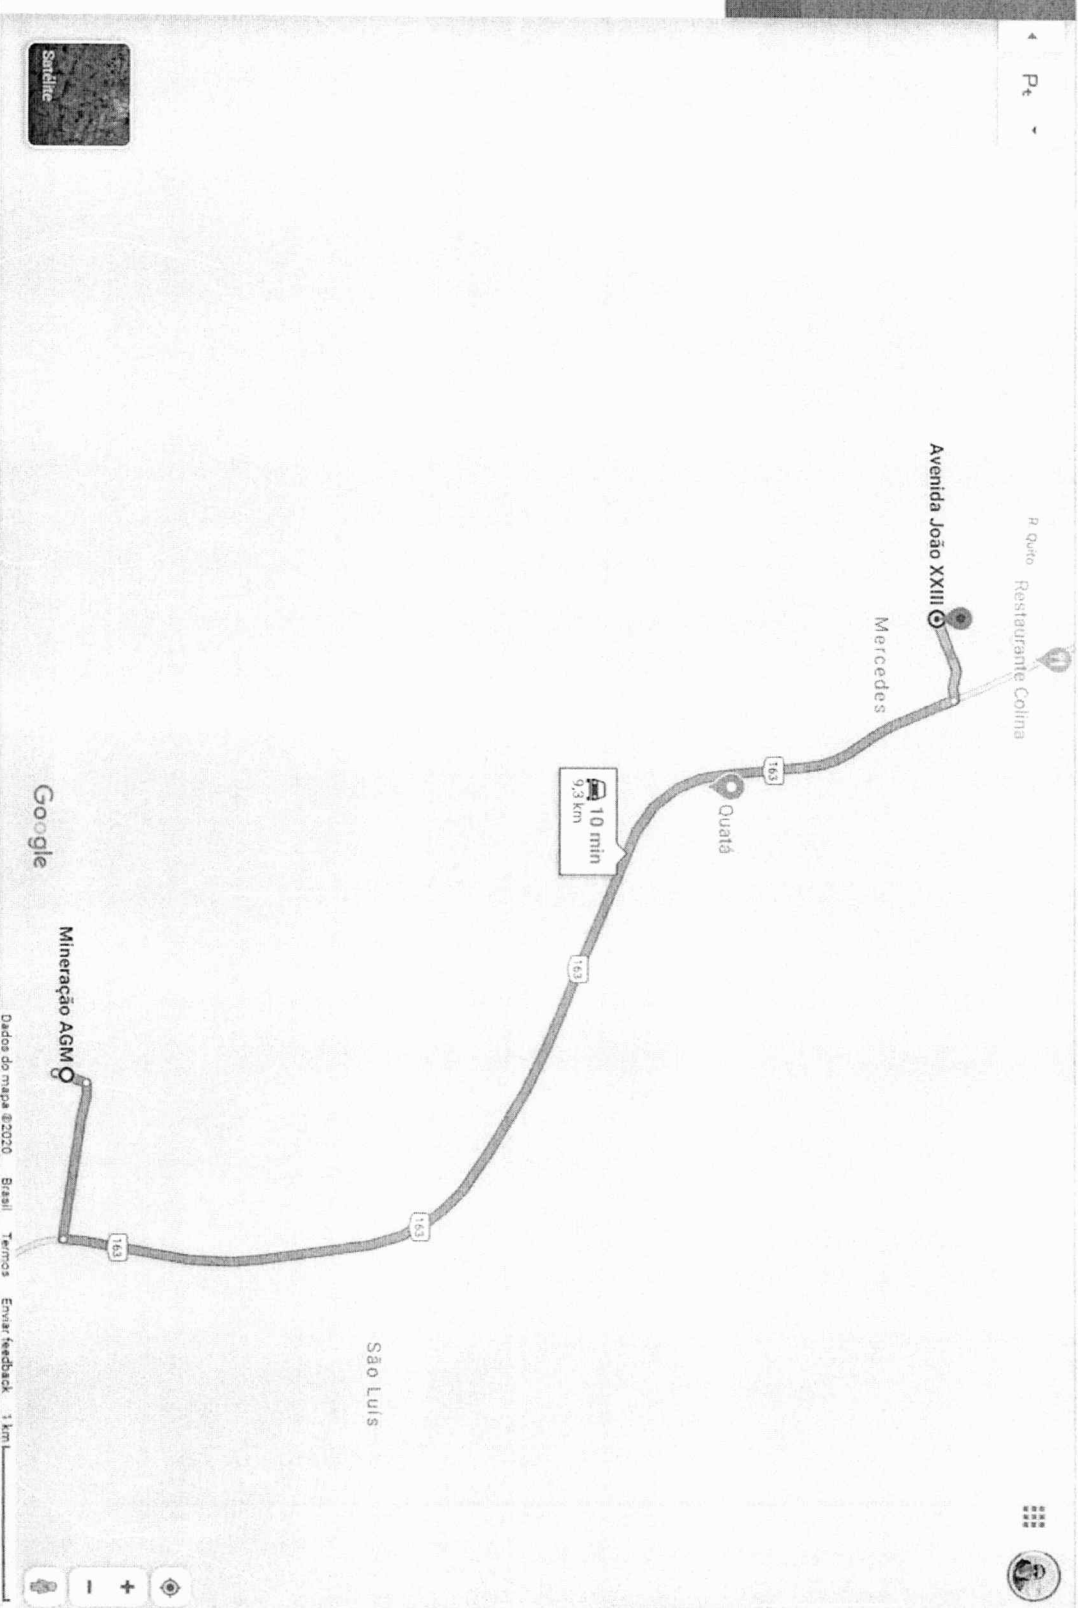 Pt
R. Quito
Restaurante Colina
Avenida João XXIII
Mercedes
163
Quatá
10 min
9,3 km
163
163
São Luís
163
Mineração AGM
Satélite
Google
Dados do mapa ©2020 Brasil Termos Enviar feedback 1 km